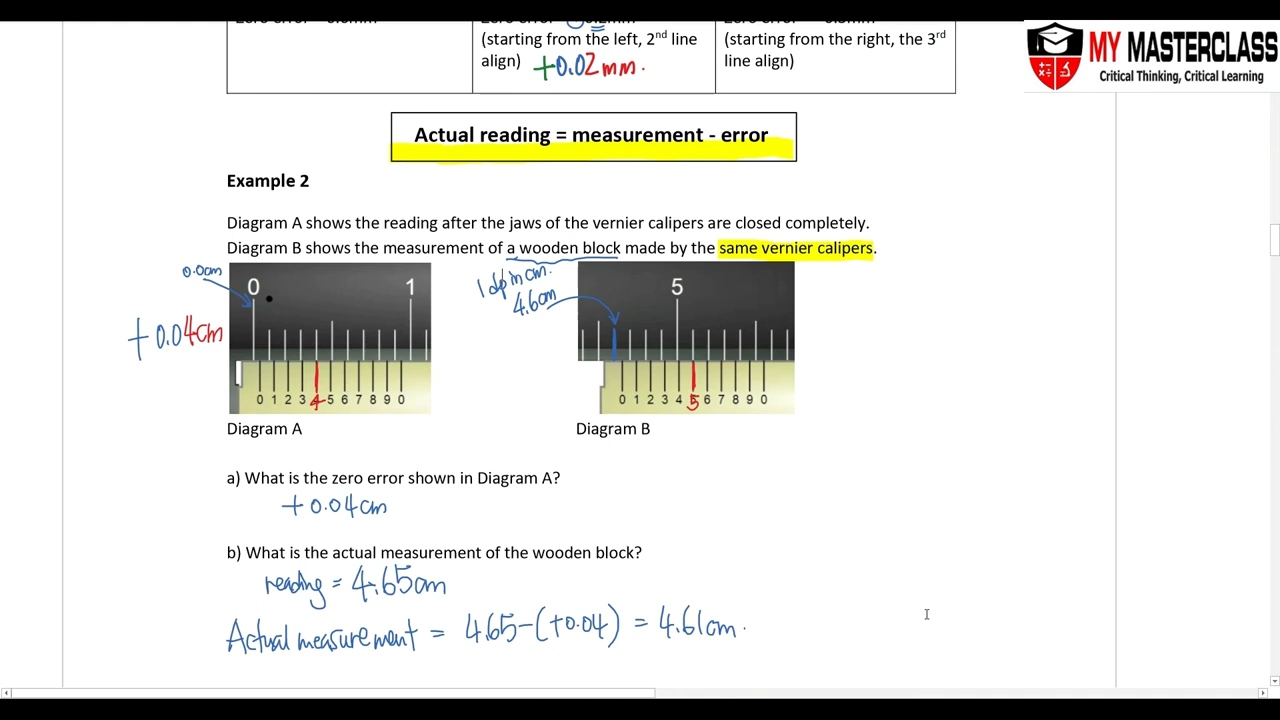 (starting from the left, 2nd line
align) +0.02mm.
(starting from the right, the 3rd
line align)
MY MASTERCLASS
Critical Thinking, Critical Learning
Actual reading = measurement - error
Example 2
Diagram A shows the reading after the jaws of the vernier calipers are closed completely.
Diagram B shows the measurement of a wooden block made by the same vernier calipers.
0.0cm
0 1
+0.04cm
0 1 2 3 4 5 6 7 8 9 0
Diagram A
1dp in cm.
4.6cm
5
0 1 2 3 4 5 6 7 8 9 0
Diagram B
a) What is the zero error shown in Diagram A?
+0.04cm
b) What is the actual measurement of the wooden block?
reading = 4.65cm
Actual measurement = 4.65-(+0.04) = 4.61cm.